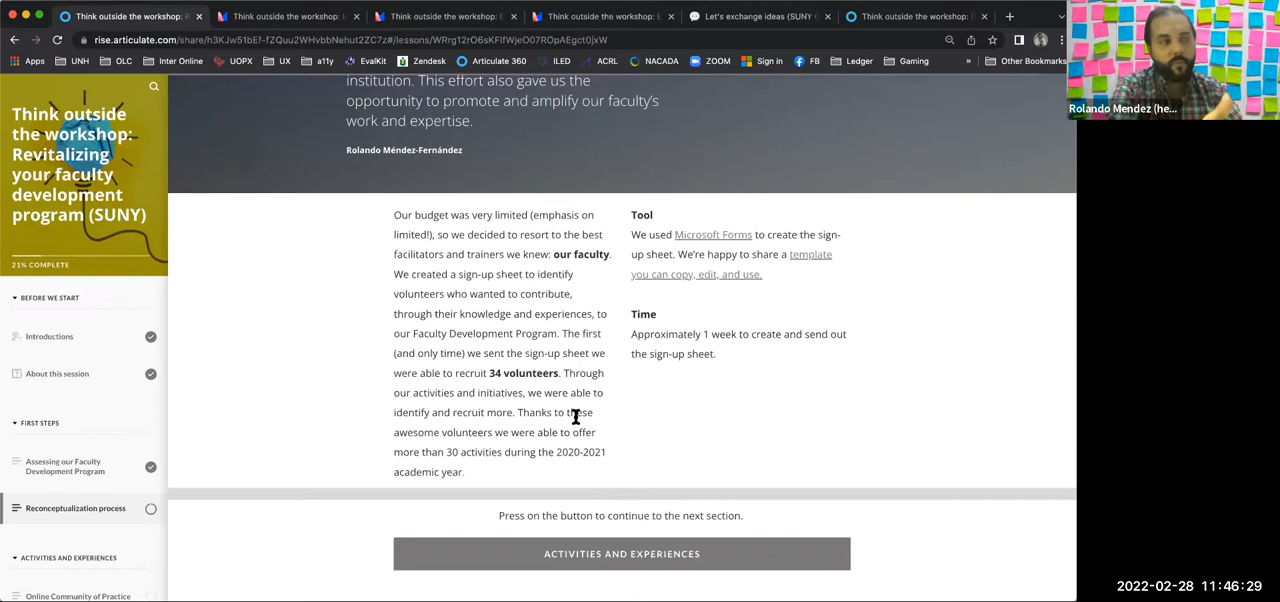 Think outside the workshop: R
Think outside the workshop: I
Think outside the workshop: E
Think outside the workshop: E
Let's exchange ideas (SUNY C
Think outside the workshop: R
rise.articulate.com/share/h3KJw51bEf-fZQuu2WHvbbNehut2ZC7z#/lessons/WRrg12rO6sKFIfWjeO07ROpAEgct0jxW
Apps
UNH
OLC
Inter Online
UOPX
UX
a11y
EvalKit
Zendesk
Articulate 360
ILED
ACRL
NACADA
ZOOM
Sign in
FB
Ledger
Gaming
»
Other Bookmarks
Rolando Mendez (he...
Think outside
the workshop:
Revitalizing
your faculty
development
program (SUNY)
21% COMPLETE
BEFORE WE START
Introductions
About this session
FIRST STEPS
Assessing our Faculty
Development Program
Reconceptualization process
ACTIVITIES AND EXPERIENCES
Online Community of Practice
institution. This effort also gave us the
opportunity to promote and amplify our faculty's
work and expertise.
Rolando Méndez-Fernández
Our budget was very limited (emphasis on
limited!), so we decided to resort to the best
facilitators and trainers we knew: our faculty.
We created a sign-up sheet to identify
volunteers who wanted to contribute,
through their knowledge and experiences, to
our Faculty Development Program. The first
(and only time) we sent the sign-up sheet we
were able to recruit 34 volunteers. Through
our activities and initiatives, we were able to
identify and recruit more. Thanks to these
awesome volunteers we were able to offer
more than 30 activities during the 2020-2021
academic year.
Tool
We used Microsoft Forms to create the sign-
up sheet. We're happy to share a template
you can copy, edit, and use.
Time
Approximately 1 week to create and send out
the sign-up sheet.
Press on the button to continue to the next section.
ACTIVITIES AND EXPERIENCES
2022-02-28 11:46:29